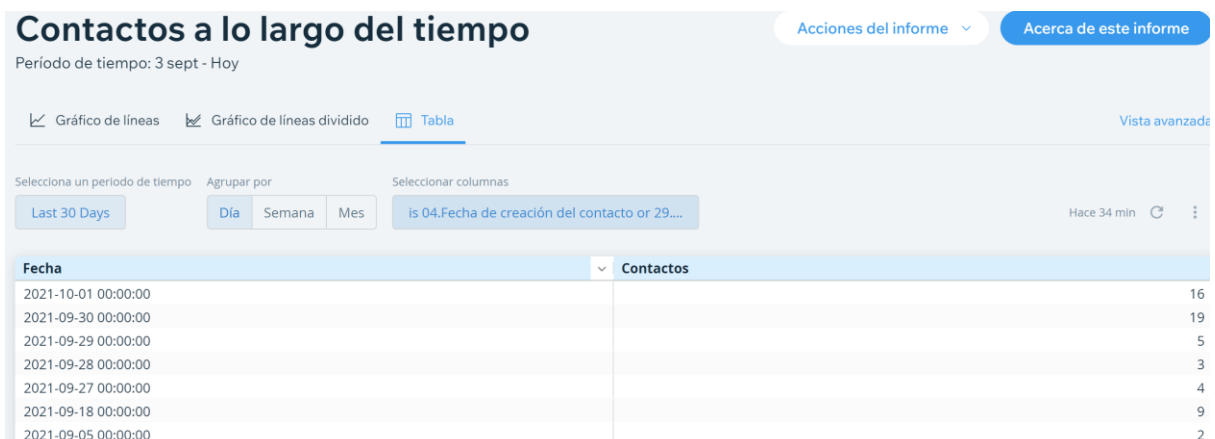 Contactos a lo largo del tiempo
Acciones del informe
Acerca de este informe
Período de tiempo: 3 sept - Hoy
Gráfico de líneas
Gráfico de líneas dividido
Tabla
Vista avanzada
Selecciona un periodo de tiempo
Agrupar por
Seleccionar columnas
Last 30 Days
Día
Semana
Mes
is 04.Fecha de creación del contacto or 29....
Hace 34 min
Fecha Contactos
2021-10-01 00:00:00 16
2021-09-30 00:00:00 19
2021-09-29 00:00:00 5
2021-09-28 00:00:00 3
2021-09-27 00:00:00 4
2021-09-18 00:00:00 9
2021-09-05 00:00:00 2